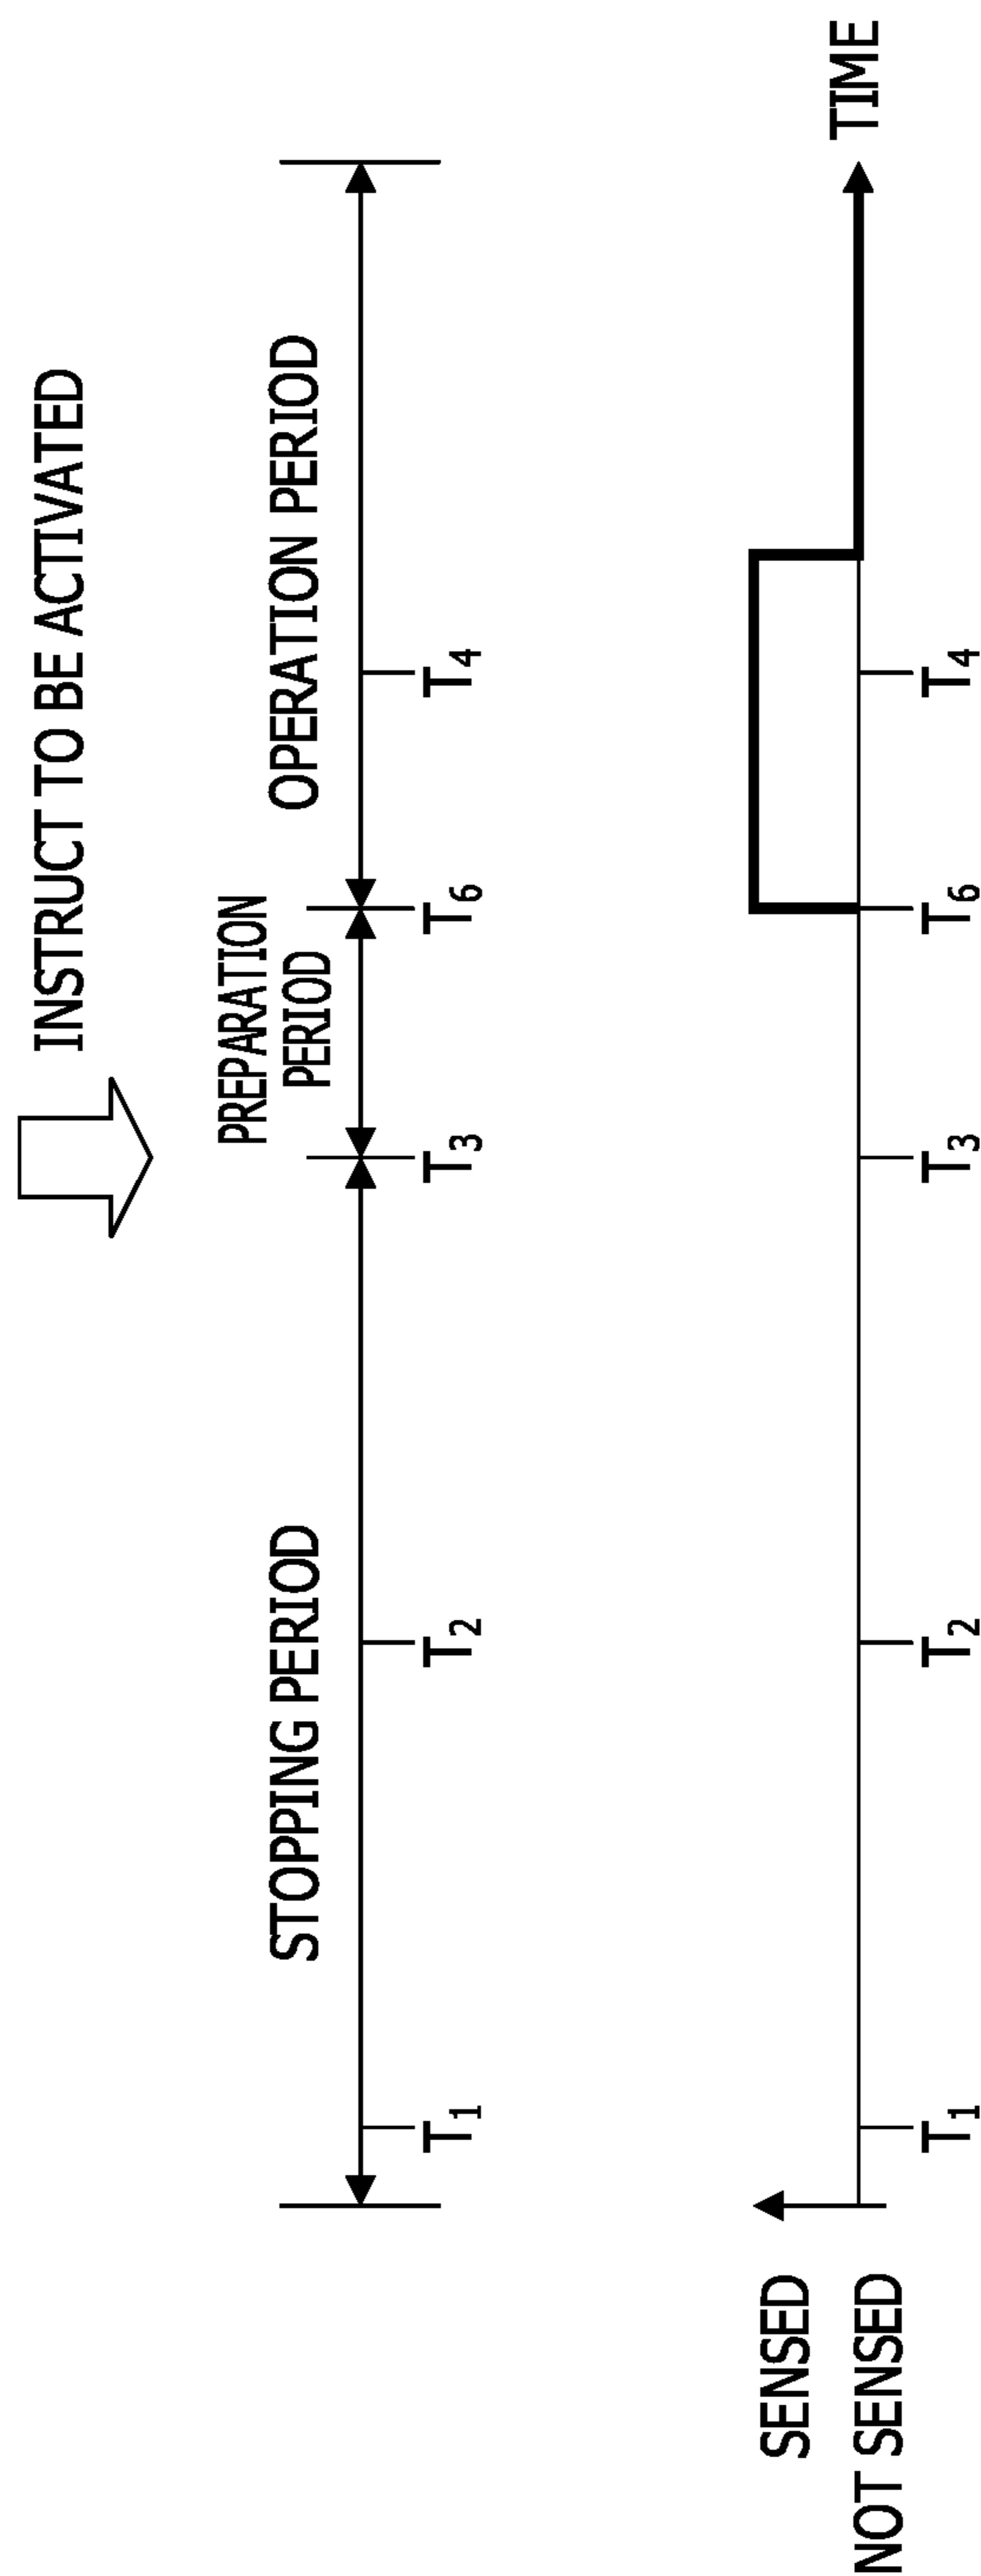 INSTRUCT TO BE ACTIVATED
STOPPING PERIOD
PREPARATION
PERIOD
OPERATION PERIOD
T1
T2
T3
T6
T4
SENSED
NOT SENSED
T1
T2
T3
T6
T4
TIME